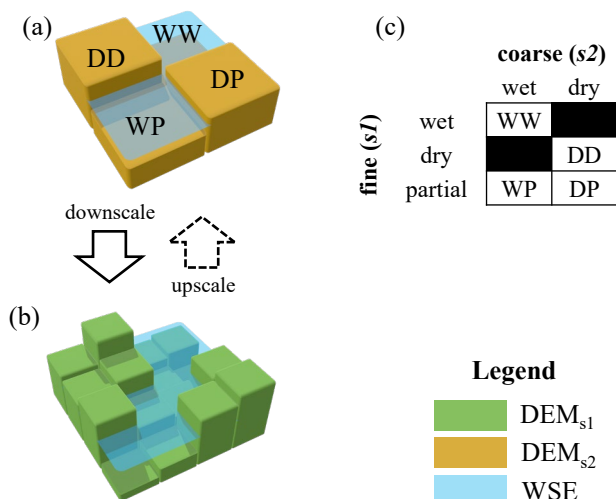 (a)
WW
DD
DP
WP
downscale
upscale
(b)
(c)
coarse (s2)
wet dry
fine (s1)
wet WW
dry DD
partial WP DP
Legend
DEMs1
DEMs2
WSE